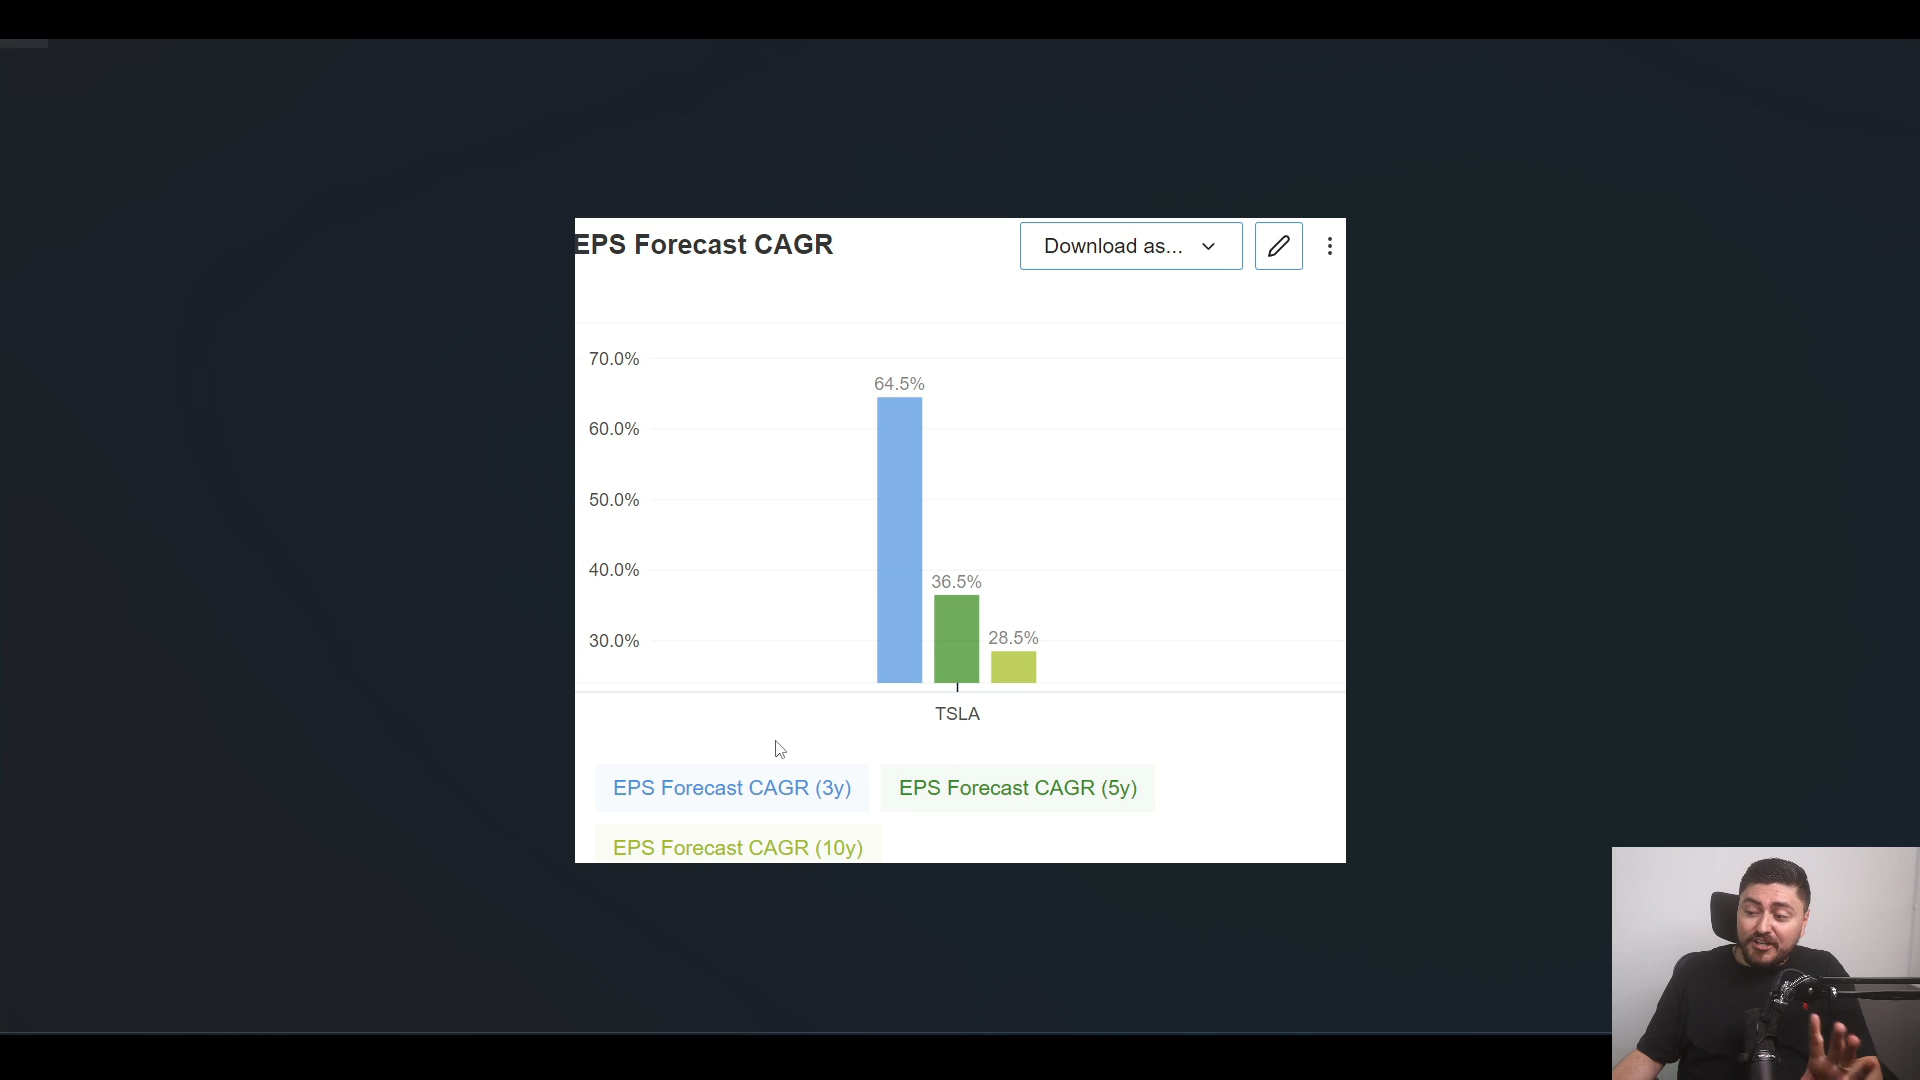 EPS Forecast CAGR
Download as...
70.0%
64.5%
60.0%
50.0%
40.0%
36.5%
30.0%
28.5%
TSLA
EPS Forecast CAGR (3y)
EPS Forecast CAGR (5y)
EPS Forecast CAGR (10y)